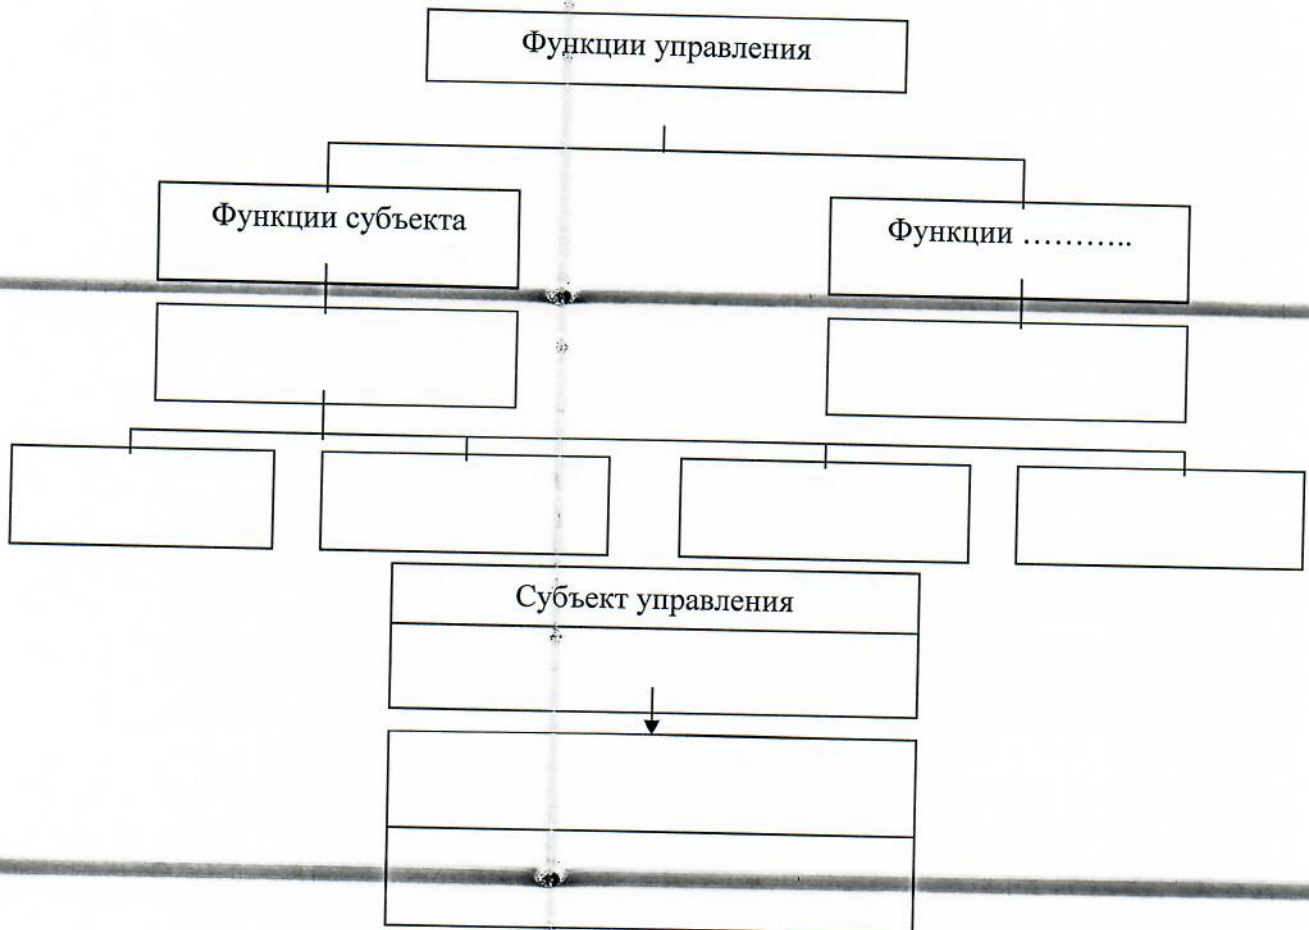 Функции управления
Функции субъекта
Функции ………..
Субъект управления